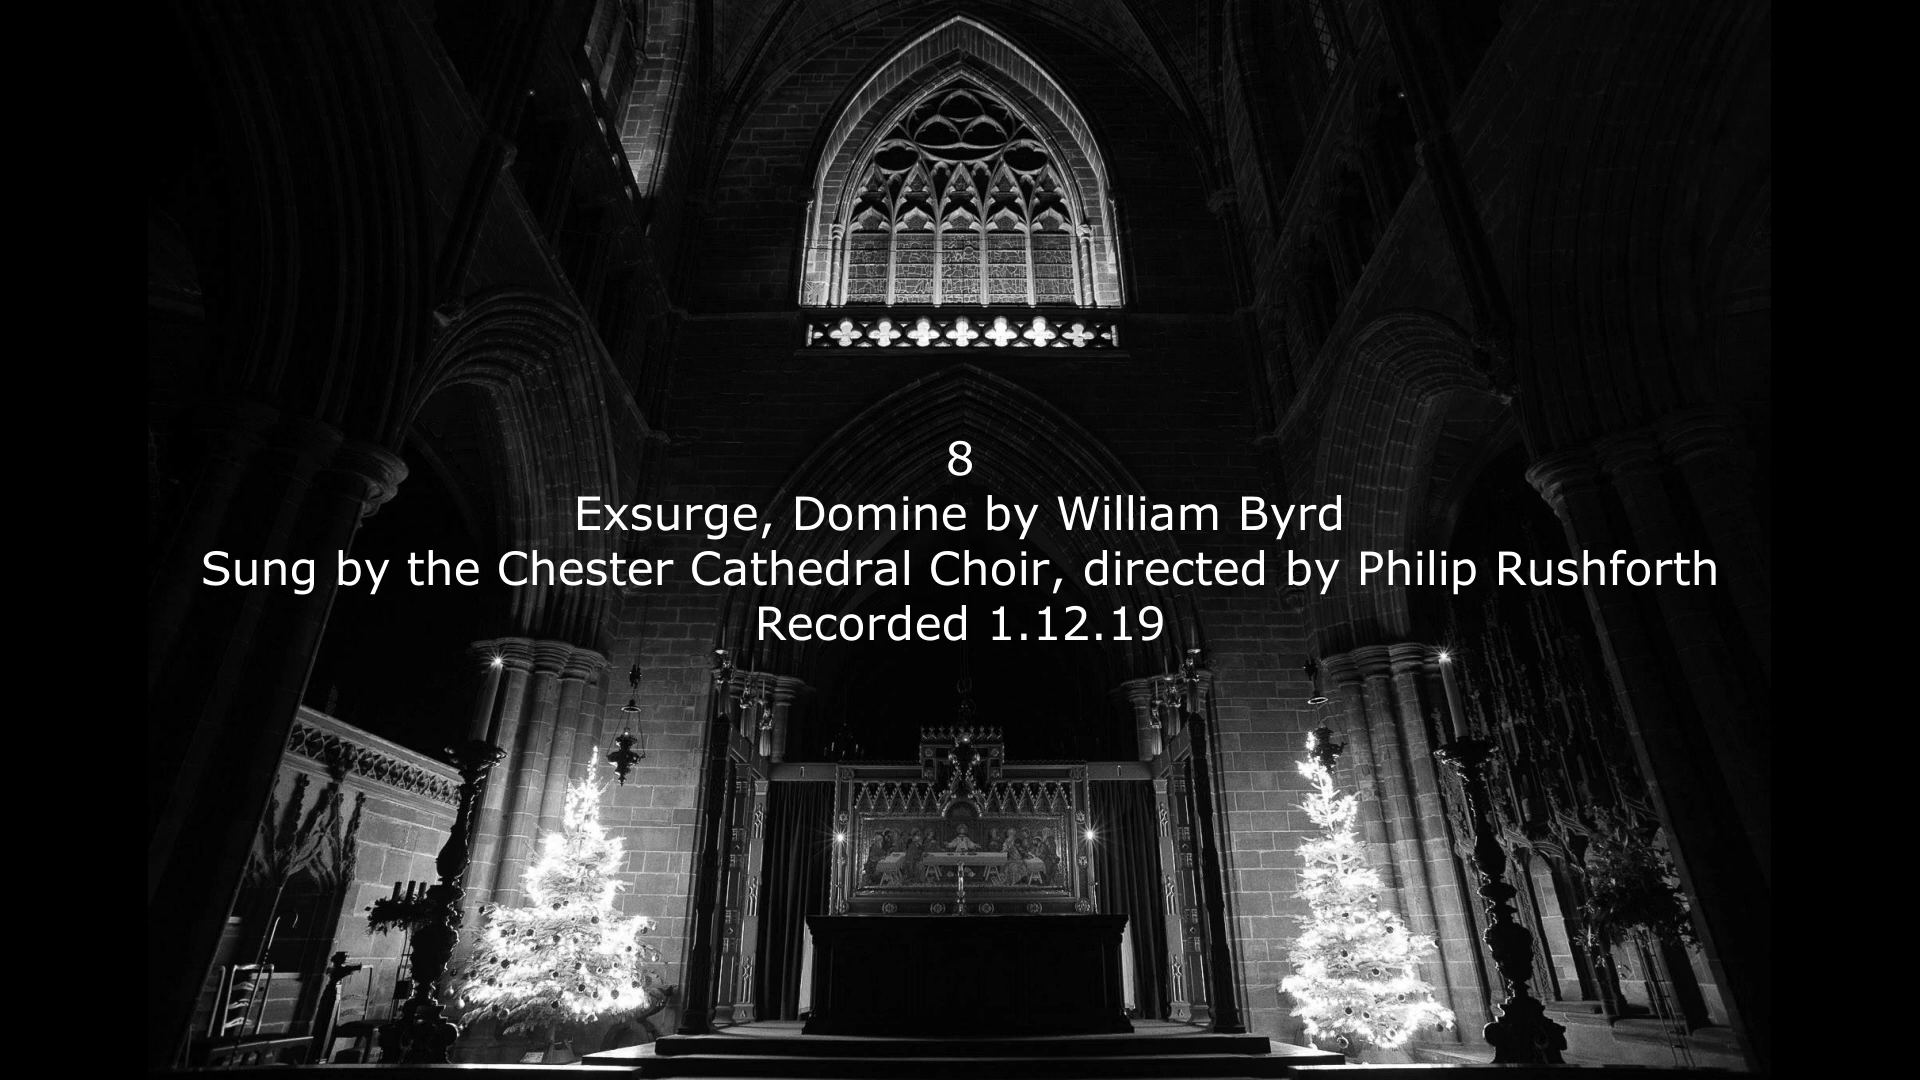 8
Exsurge, Domine by William Byrd
Sung by the Chester Cathedral Choir, directed by Philip Rushforth
Recorded 1.12.19